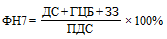 ФН7 = (ДС + ГЦБ + ЗЗ) / ПДС × 100%